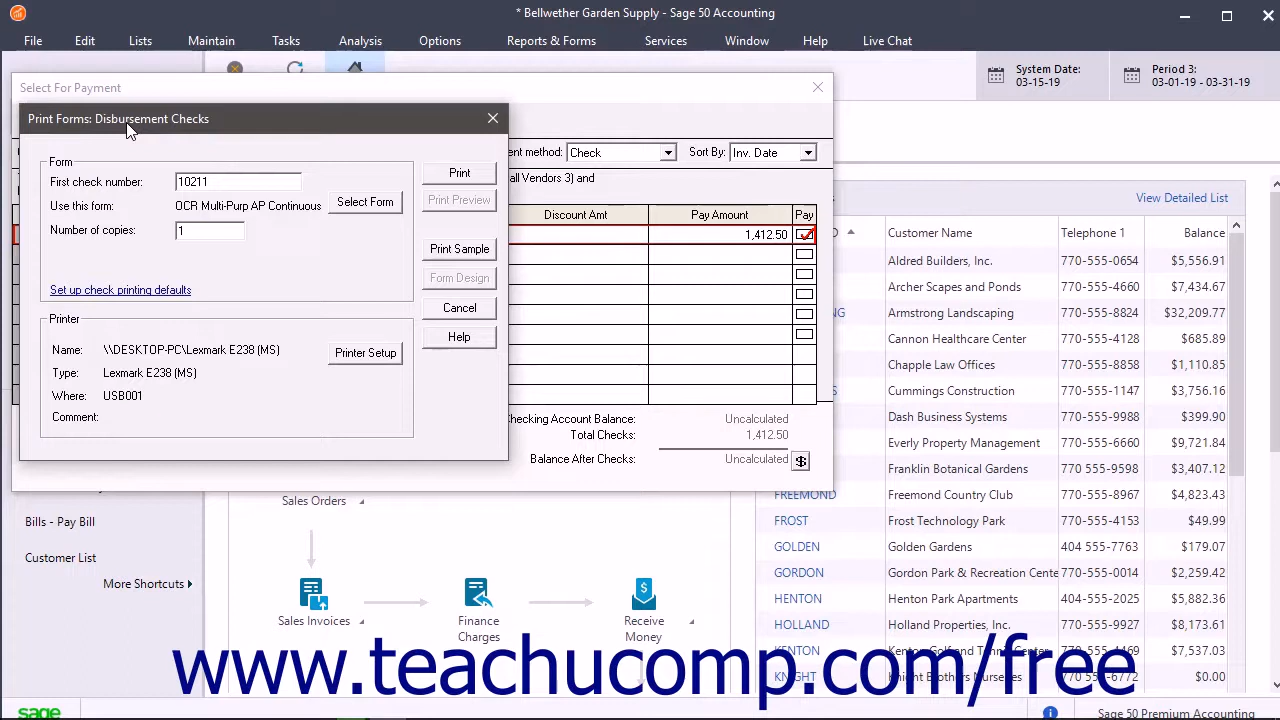 * Bellwether Garden Supply - Sage 50 Accounting
File Edit Lists Maintain Tasks Analysis Options Reports & Forms Services Window Help Live Chat
System Date: 03-15-19
Period 3: 03-01-19 - 03-31-19
Select For Payment
Print Forms: Disbursement Checks
Form
First check number: 10211
Use this form: OCR Multi-Purp AP Continuous
Number of copies: 1
Set up check printing defaults
Select Form
Printer
Name: \\DESKTOP-PC\Lexmark E238 (MS)
Type: Lexmark E238 (MS)
Where: USB001
Comment:
Printer Setup
Print
Print Preview
Print Sample
Form Design
Cancel
Help
method: Check Sort By: Inv. Date
all Vendors 3) and
Discount Amt Pay Amount Pay
1,412.50
Checking Account Balance: Uncalculated
Total Checks: 1,412.50
Balance After Checks: Uncalculated
View Detailed List
Customer Name Telephone 1 Balance
Aldred Builders, Inc. 770-555-0654 $5,556.91
Archer Scapes and Ponds 770-555-4660 $7,434.67
Armstrong Landscaping 770-555-8824 $32,209.77
Cannon Healthcare Center 770-555-2128 $685.89
Chapple Law Offices 770-555-8858 $1,110.85
Cummings Construction 770-555-1147 $3,756.16
Dash Business Systems 770-555-9988 $399.90
Everly Property Management 770-555-6660 $9,721.84
Franklin Botanical Gardens 770 555-9598 $3,407.12
FREEMOND Freemond Country Club 770-555-8967 $4,823.43
FROST Frost Technology Park 770-555-4153 $49.99
GOLDEN Golden Gardens 404 555-7763 $179.07
GORDON Gordon Park & Recreation Cente 770-555-0014 $2,259.42
HENTON Henton Park Apartments 404-555-2025 $5,882.36
HOLLAND Holland Properties, Inc. 770-555-9927 $8,173.61
KENTON Kenton Golf and Tennis Center $7,537.03
KNIGHT Knight Brothers Nurseries 770-555-6772 $0.00
Bills - Pay Bill
Customer List
More Shortcuts
Sales Orders
Sales Invoices
Finance Charges
Receive Money
www.teachucomp.com/free
sage
Sage 50 Premium Accounting